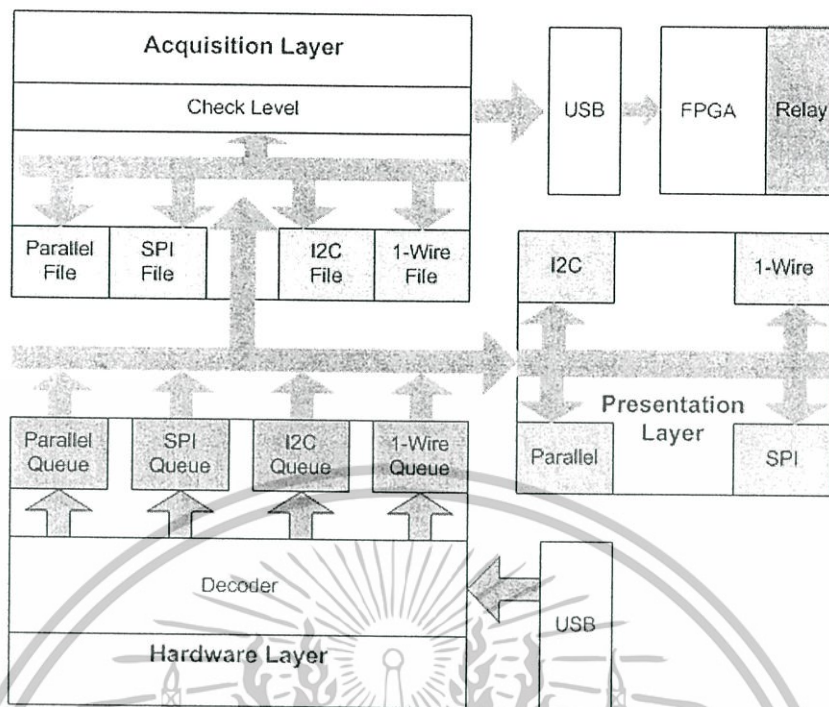 Acquisition Layer
Check Level
USB
FPGA
Relay
Parallel
File
SPI
File
I2C
File
1-Wire
File
I2C
1-Wire
Presentation
Layer
Parallel
SPI
Parallel
Queue
SPI
Queue
I2C
Queue
1-Wire
Queue
Decoder
USB
Hardware Layer